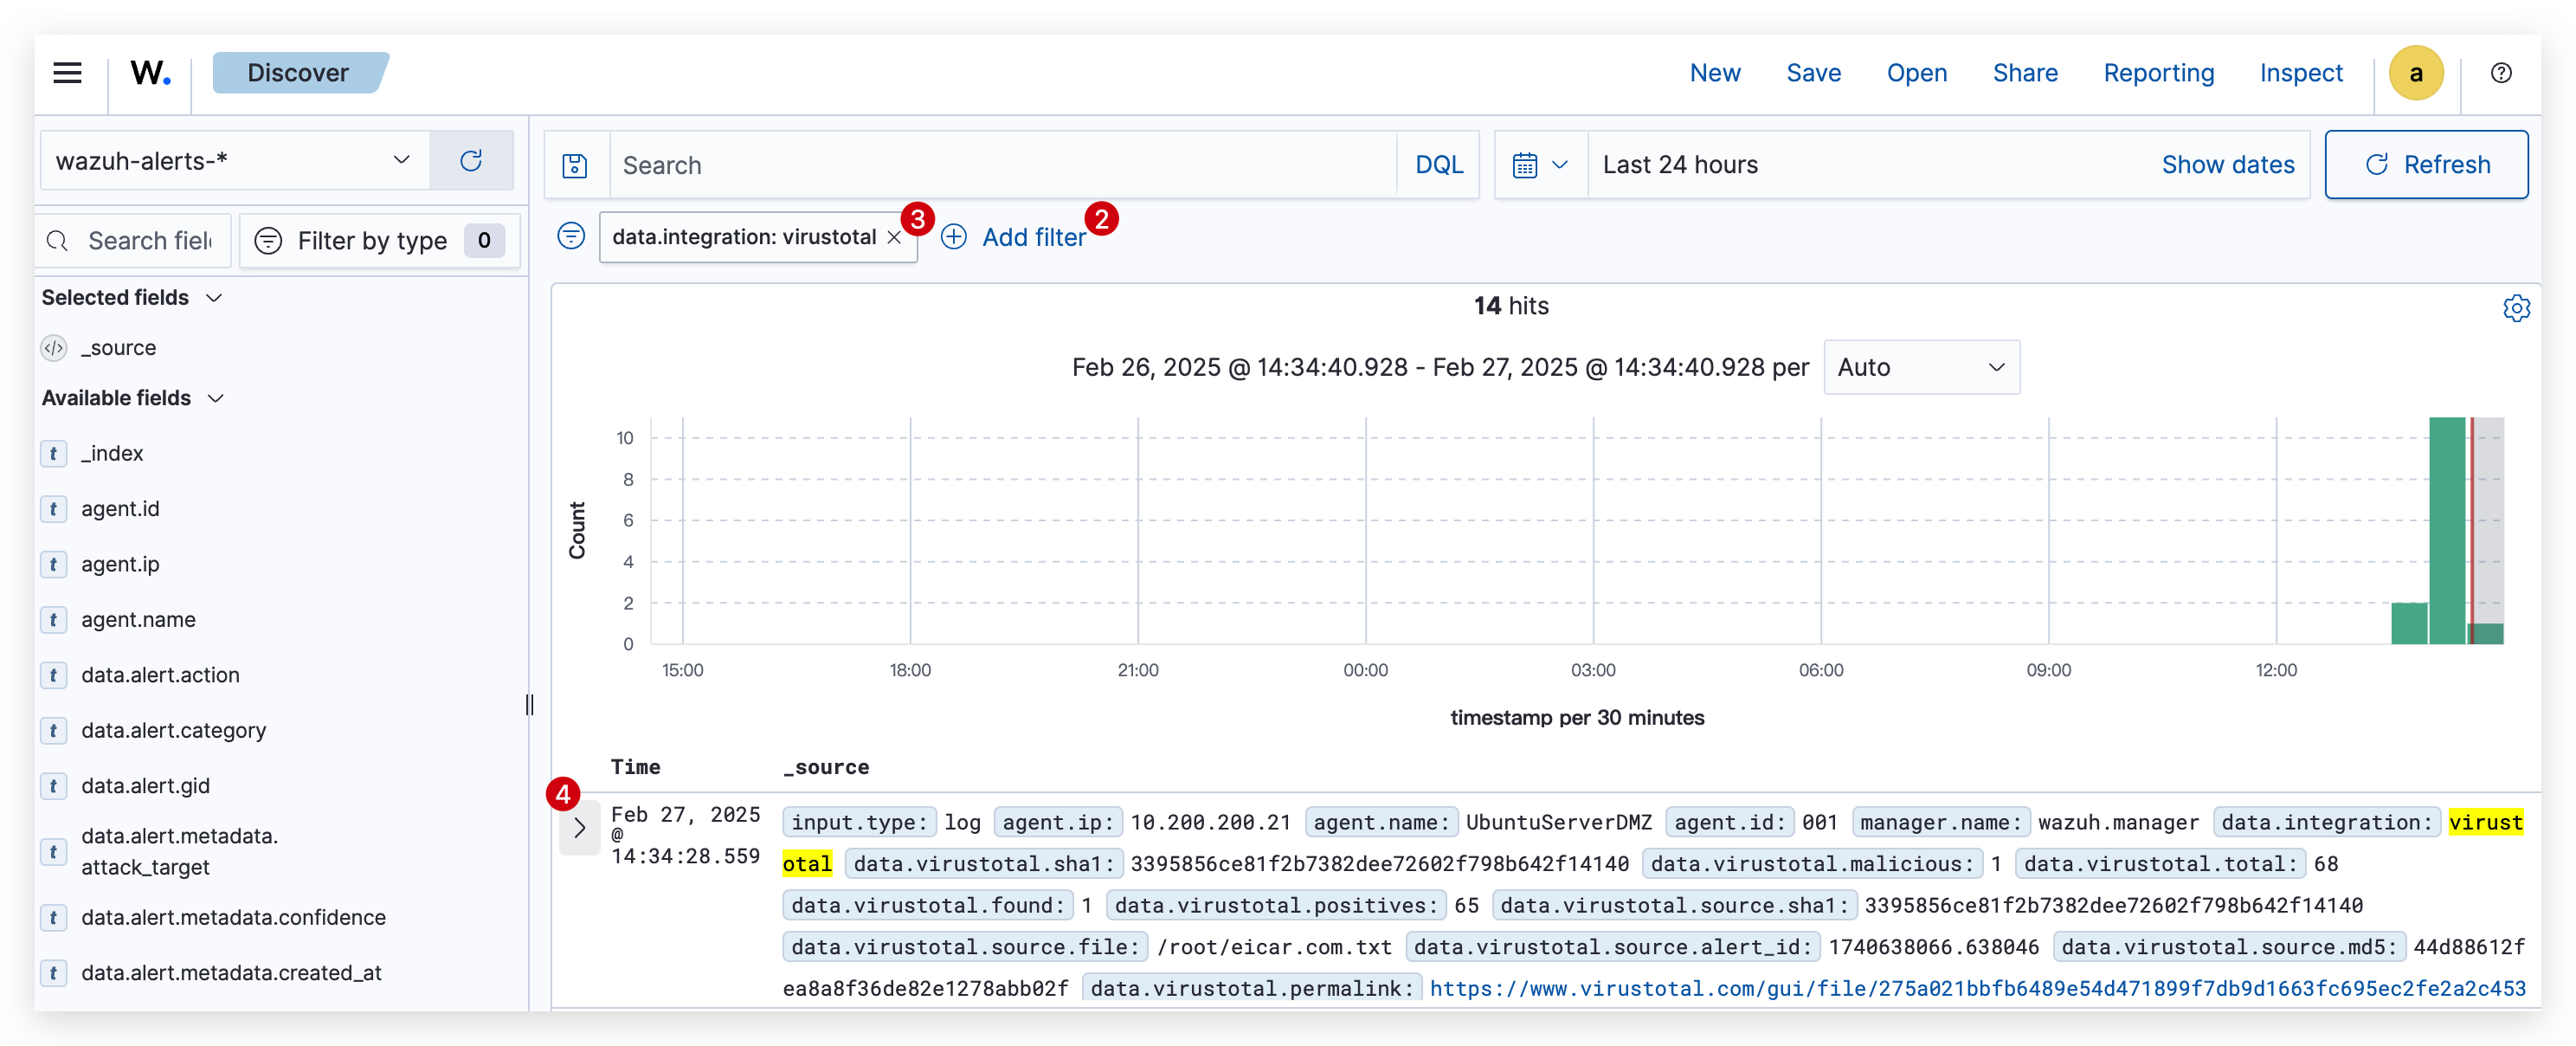 W. Discover New Save Open Share Reporting Inspect a
wazuh-alerts-*
Search DQL Last 24 hours Show dates Refresh
Filter by type 0
data.integration: virustotal 3 Add filter 2
Selected fields
_source
Available fields
_index
agent.id
agent.ip
agent.name
data.alert.action
data.alert.category
data.alert.gid
data.alert.metadata.
attack_target
data.alert.metadata.confidence
data.alert.metadata.created_at
14 hits
Feb 26, 2025 @ 14:34:40.928 - Feb 27, 2025 @ 14:34:40.928 per Auto
Count
10
8
6
4
2
0
15:00 18:00 21:00 00:00 03:00 06:00 09:00 12:00
timestamp per 30 minutes
Time _source
4
Feb 27, 2025
@
14:34:28.559
input.type: log agent.ip: 10.200.200.21 agent.name: UbuntuServerDMZ agent.id: 001 manager.name: wazuh.manager data.integration: virust
otal data.virustotal.sha1: 3395856ce81f2b7382dee72602f798b642f14140 data.virustotal.malicious: 1 data.virustotal.total: 68
data.virustotal.found: 1 data.virustotal.positives: 65 data.virustotal.source.sha1: 3395856ce81f2b7382dee72602f798b642f14140
data.virustotal.source.file: /root/eicar.com.txt data.virustotal.source.alert_id: 1740638066.638046 data.virustotal.source.md5: 44d88612f
ea8a8f36de82e1278abb02f data.virustotal.permalink: https://www.virustotal.com/gui/file/275a021bbfb6489e54d471899f7db9d1663fc695ec2fe2a2c453